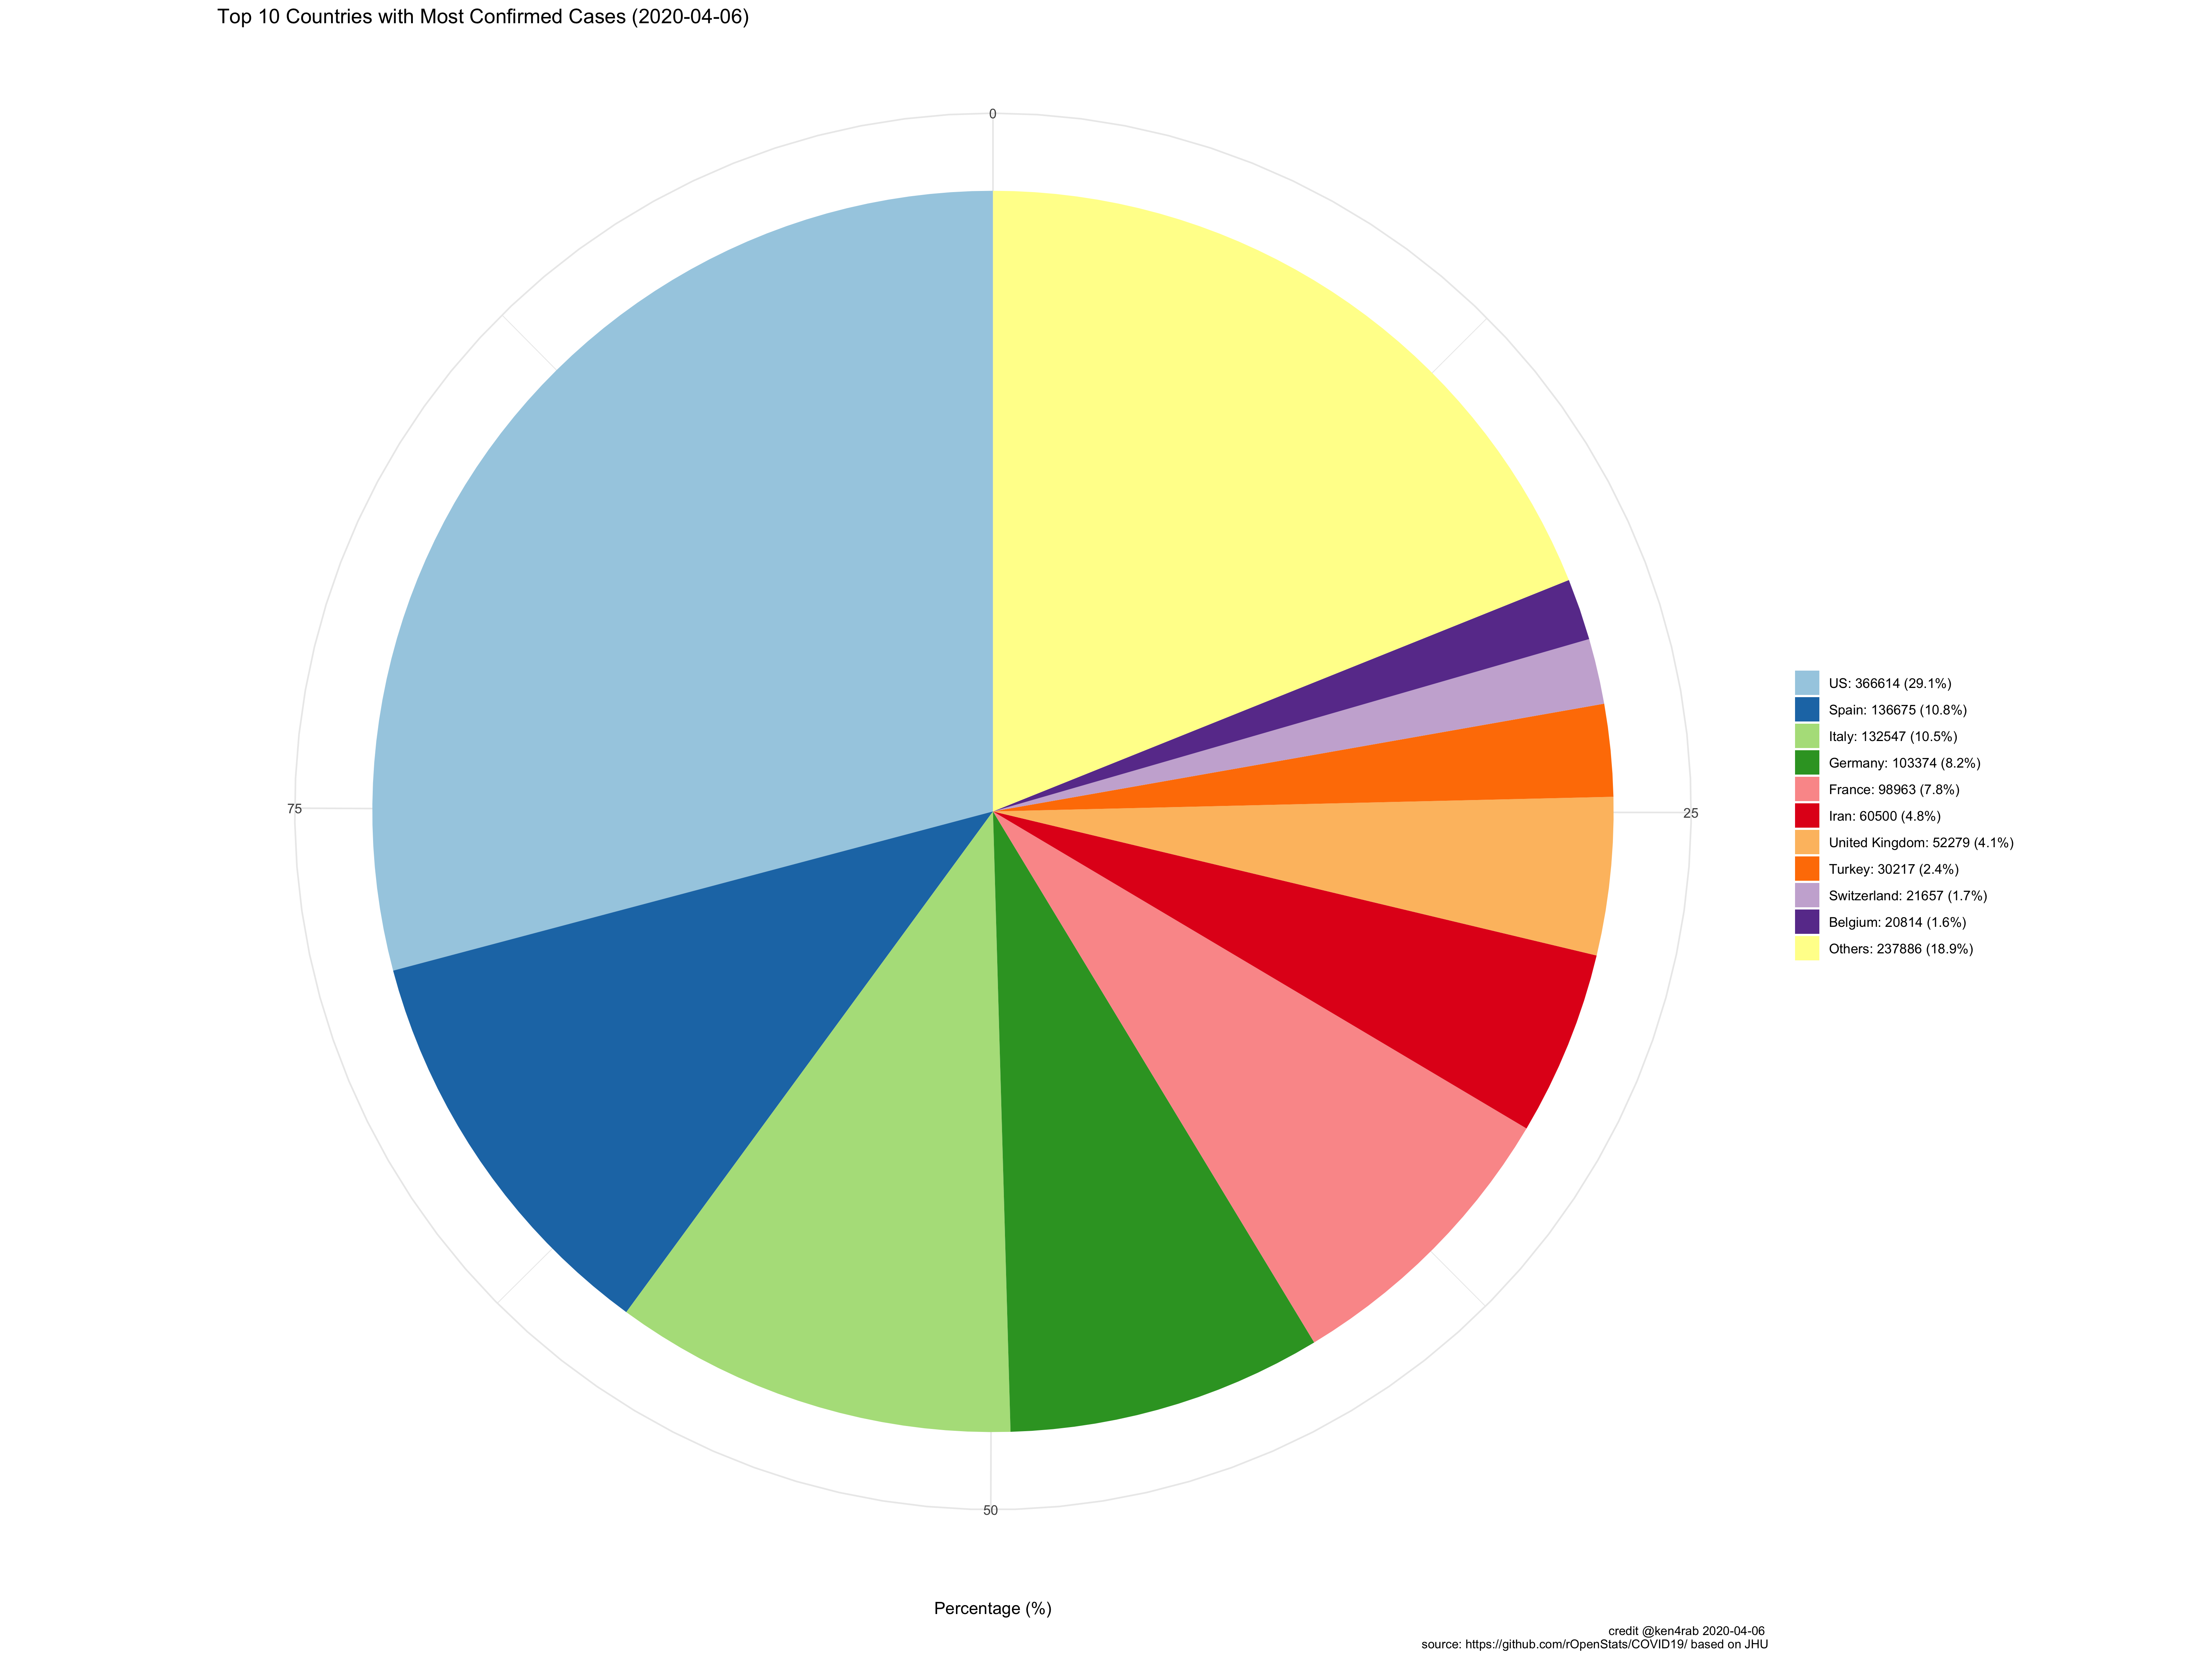 Top 10 Countries with Most Confirmed Cases (2020-04-06)
0
75
25
50
US: 366614 (29.1%)
Spain: 136675 (10.8%)
Italy: 132547 (10.5%)
Germany: 103374 (8.2%)
France: 98963 (7.8%)
Iran: 60500 (4.8%)
United Kingdom: 52279 (4.1%)
Turkey: 30217 (2.4%)
Switzerland: 21657 (1.7%)
Belgium: 20814 (1.6%)
Others: 237886 (18.9%)
Percentage (%)
credit @ken4rab 2020-04-06
source: https://github.com/rOpenStats/COVID19/ based on JHU